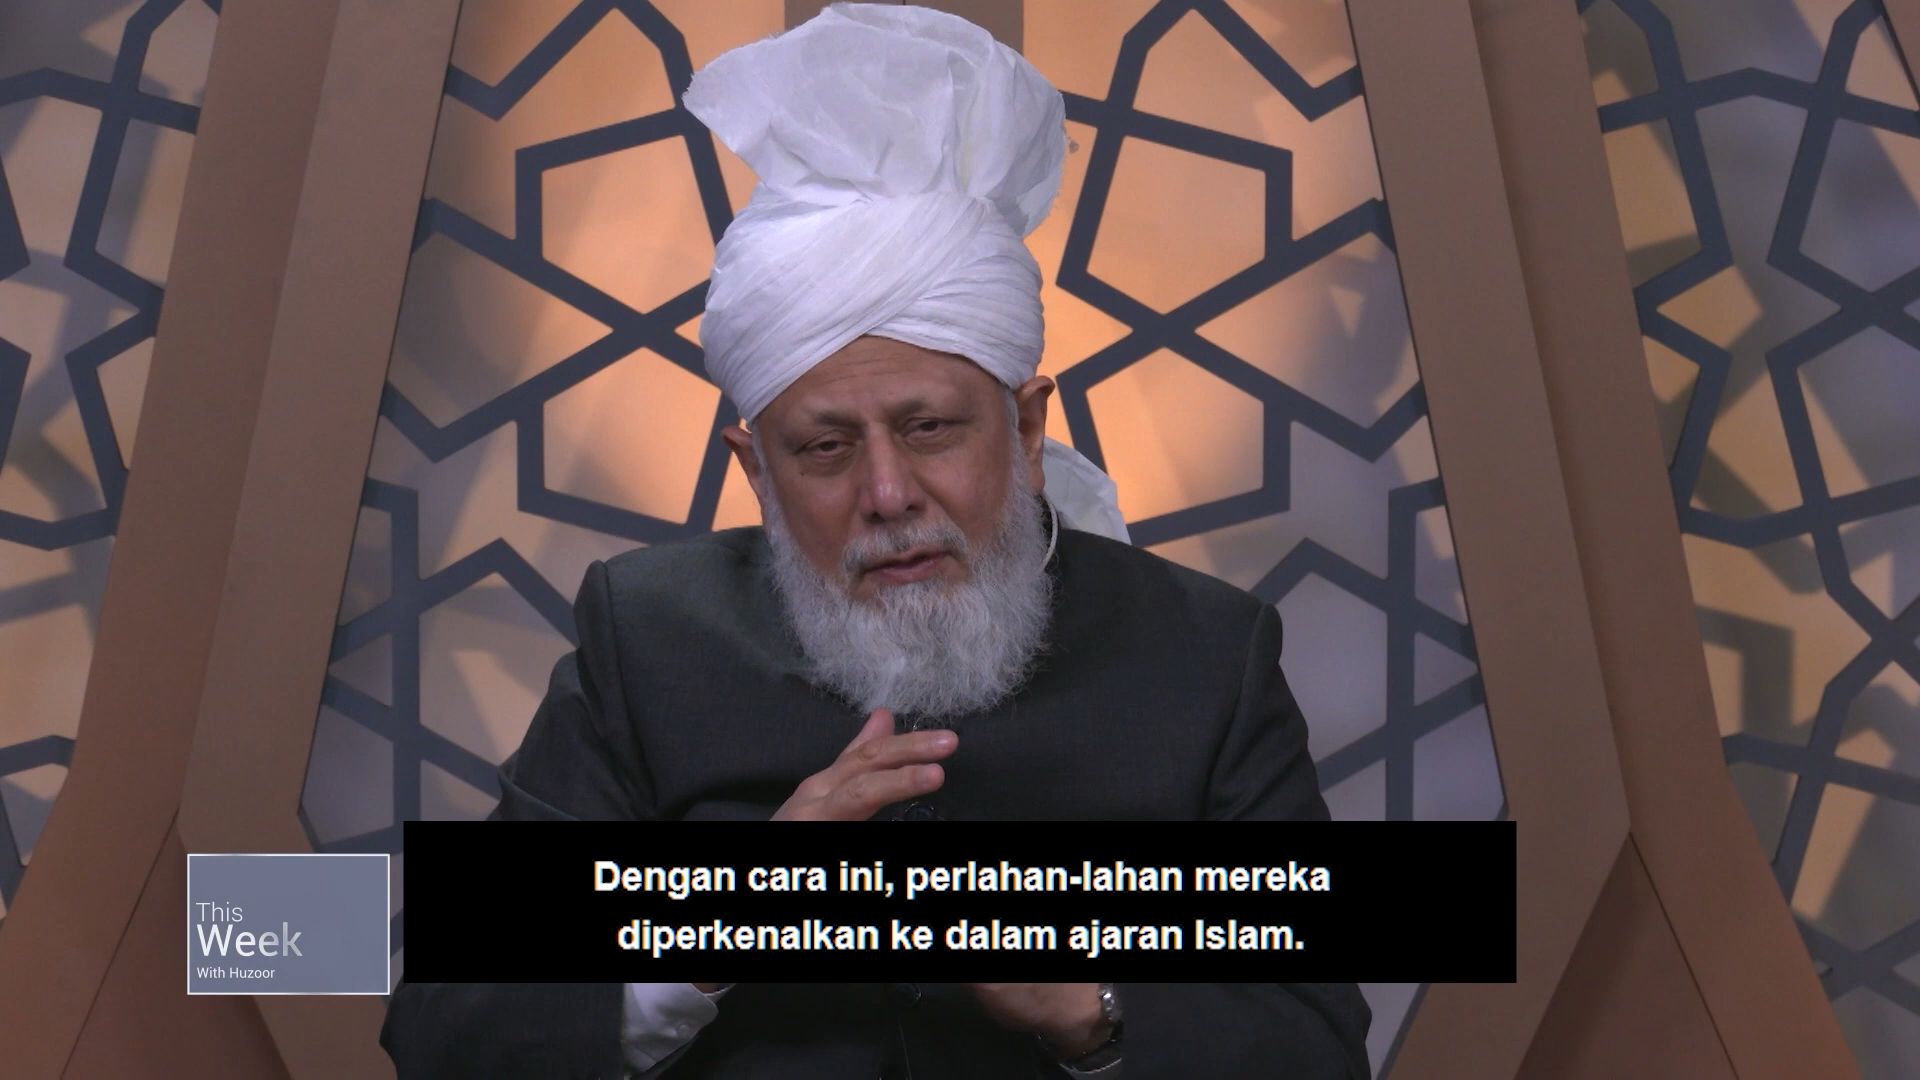 This
Week
With Huzoor
Dengan cara ini, perlahan-lahan mereka
diperkenalkan ke dalam ajaran Islam.